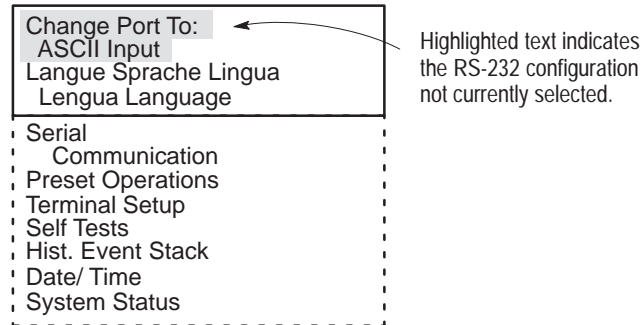 Change Port To:
ASCII Input
Langue Sprache Lingua
Lengua Language
Serial
Communication
Preset Operations
Terminal Setup
Self Tests
Hist. Event Stack
Date/ Time
System Status
Highlighted text indicates
the RS-232 configuration
not currently selected.